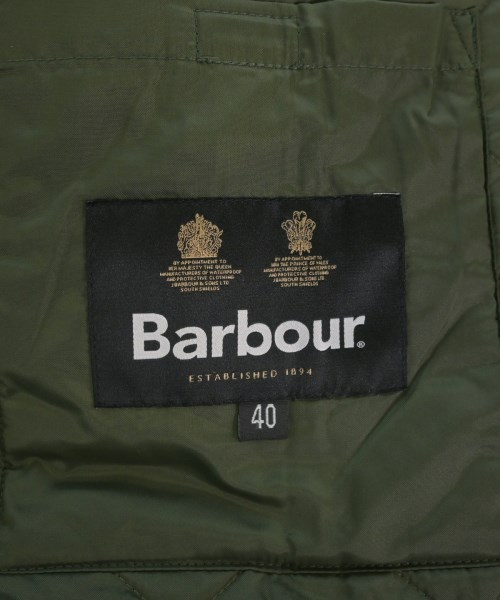 BY APPOINTMENT TO
HER MAJESTY THE QUEEN
MANUFACTURERS OF WATERPROOF
AND PROTECTIVE CLOTHING
J.BARBOUR & SONS LTD
SOUTH SHIELDS
BY APPOINTMENT TO
HRH THE PRINCE OF WALES
MANUFACTURERS OF WATERPROOF
AND PROTECTIVE CLOTHING
J.BARBOUR & SONS LTD
SOUTH SHIELDS
Barbour®
ESTABLISHED 1894
40